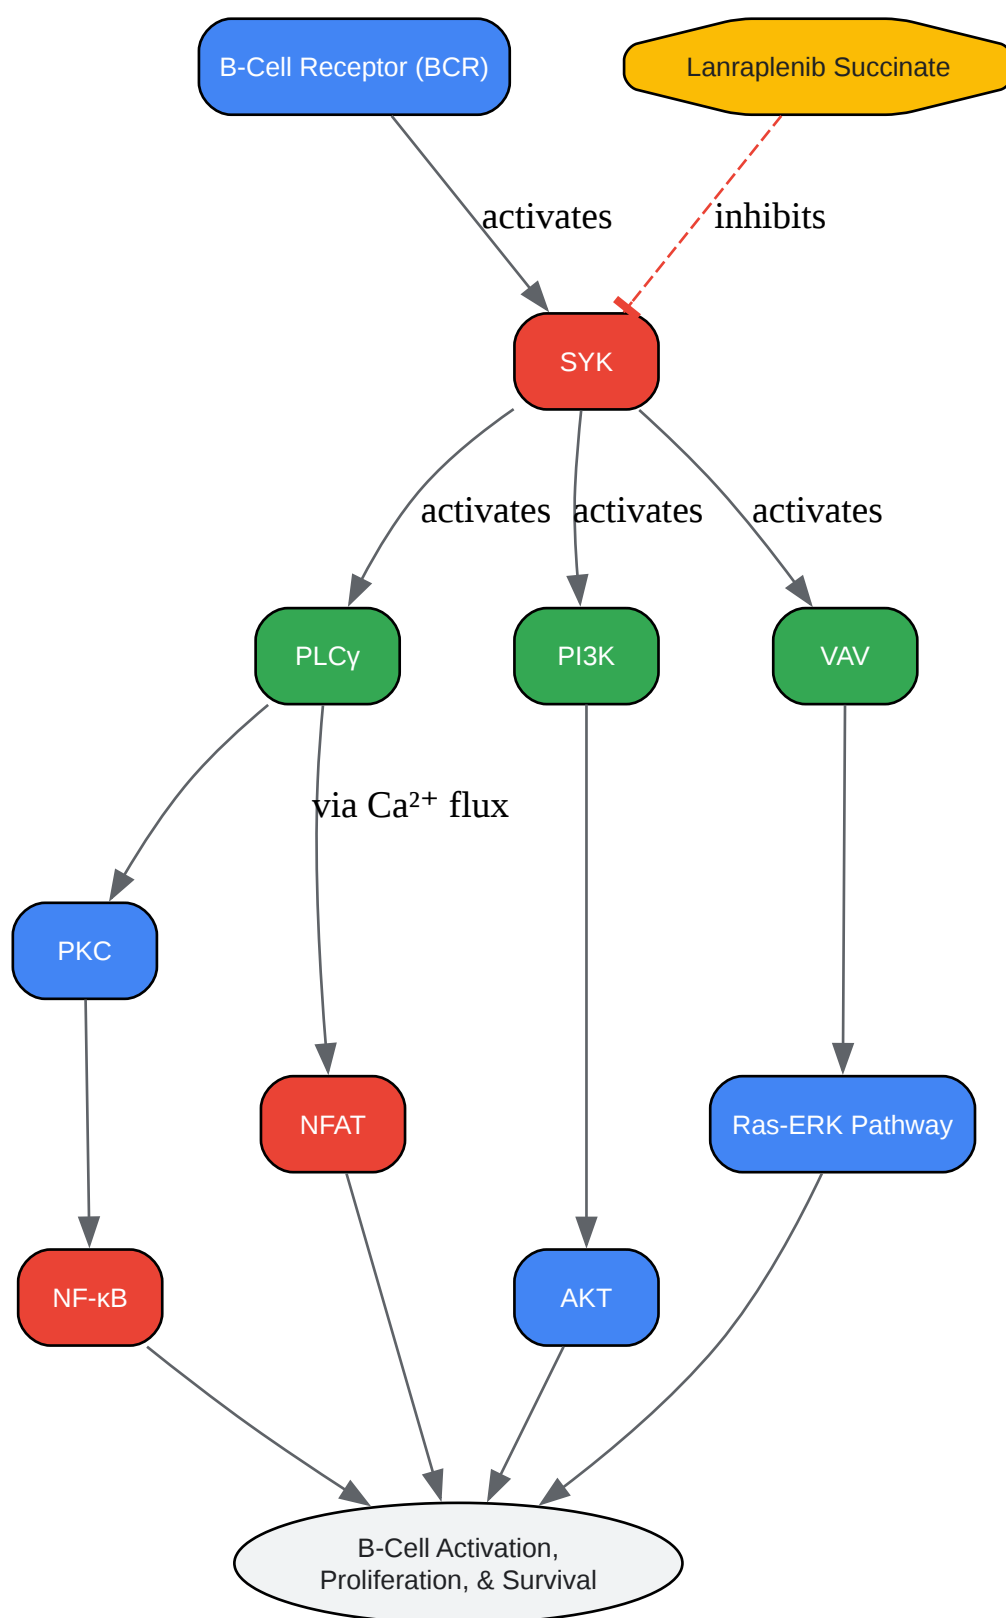 B-Cell Receptor (BCR)
Lanraplenib Succinate
activates
inhibits
SYK
activates
activates
activates
PLCγ
PI3K
VAV
via Ca²⁺ flux
PKC
NFAT
Ras-ERK Pathway
NF-κB
AKT
B-Cell Activation,
Proliferation, & Survival